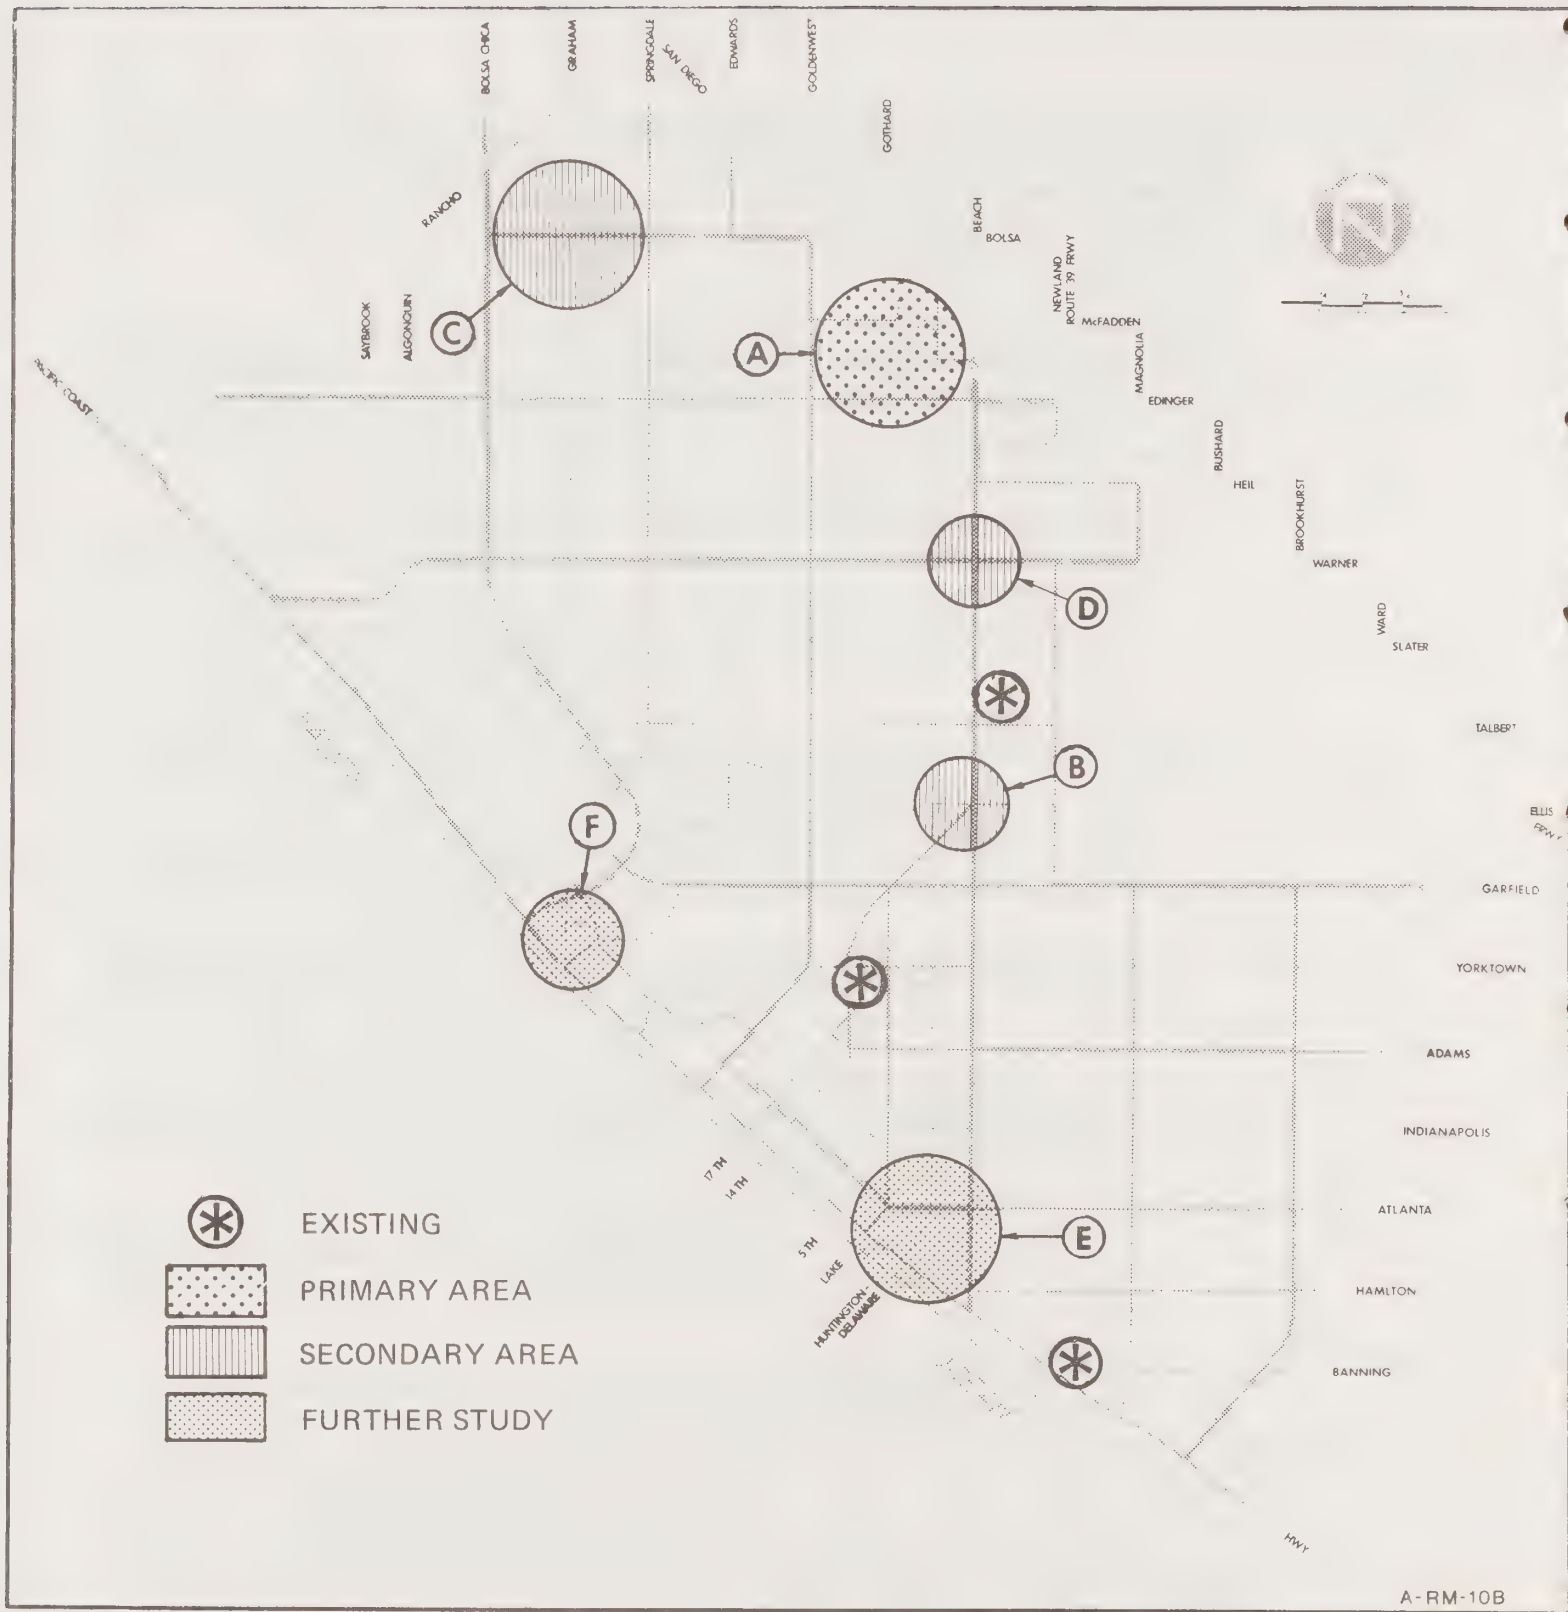 BOLSA CHICA
GRAHAM
SPRINGDALE
SAN DIEGO
EDWARDS
GOLDENWEST
GOTHARD
RANCHO
BEACH
BOLSA
NEWLAND
ROUTE 39 FRWY
McFADDEN
SAYBROOK
ALGONQUIN
C
A
MAGNOLIA
EDINGER
PACIFIC COAST
BUSHARD
HEIL
BROOKHURST
WARNER
D
WARD
SLATER
TALBERT
B
ELLIS
FRWY
F
GARFIELD
YORKTOWN
ADAMS
INDIANAPOLIS
17 TH
14 TH
ATLANTA
5 TH
LAKE
E
HUNTINGTON
DELAWARE
HAMLTON
BANNING
EXISTING
PRIMARY AREA
SECONDARY AREA
FURTHER STUDY
HWY
A-RM-10B